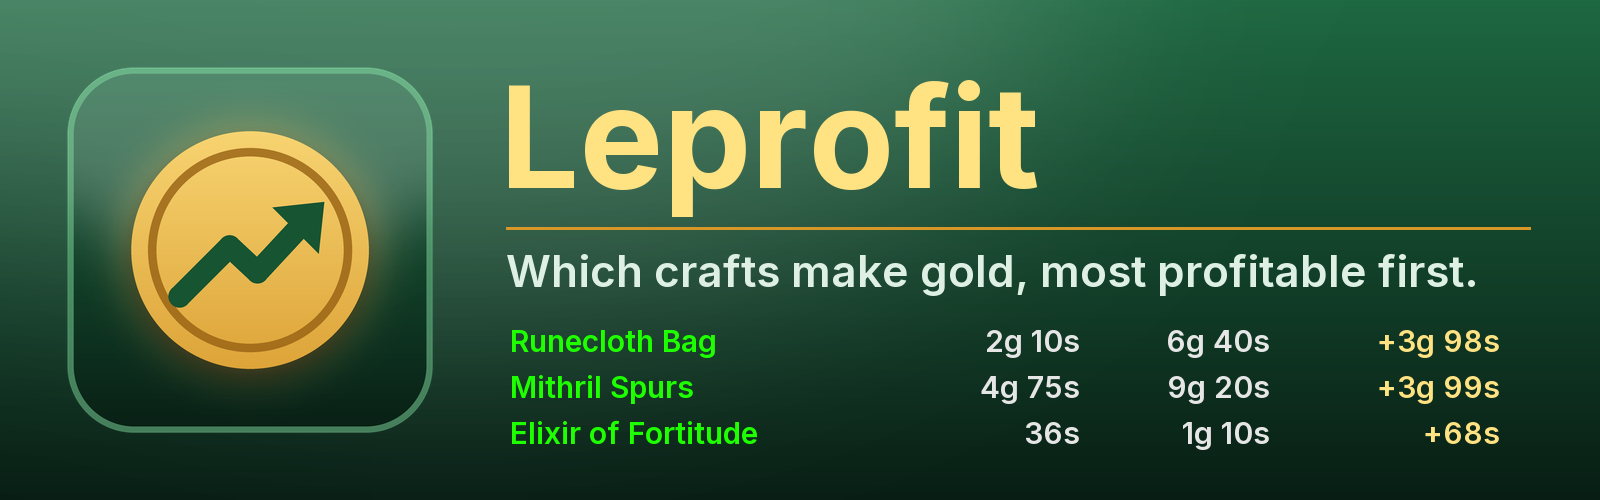 Leprofit
Which crafts make gold, most profitable first.
Runecloth Bag 2g 10s 6g 40s +3g 98s
Mithril Spurs 4g 75s 9g 20s +3g 99s
Elixir of Fortitude 36s 1g 10s +68s